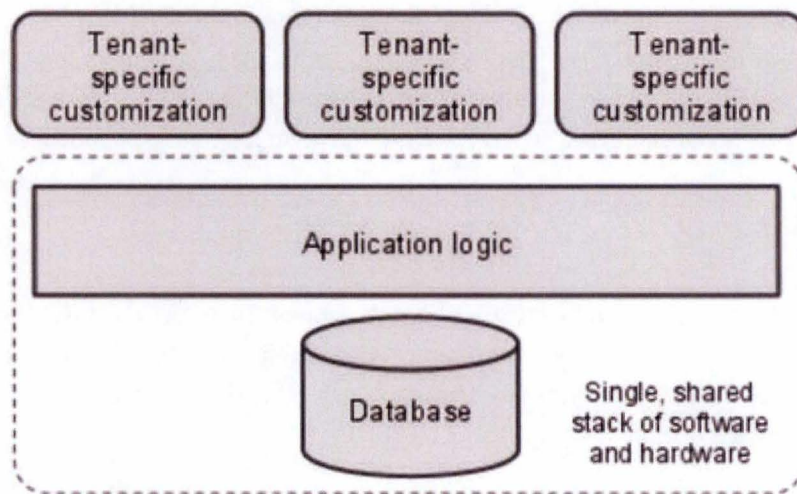 Tenant-
specific
customization
Tenant-
specific
customization
Tenant-
specific
customization
Application logic
Database
Single, shared
stack of software
and hardware